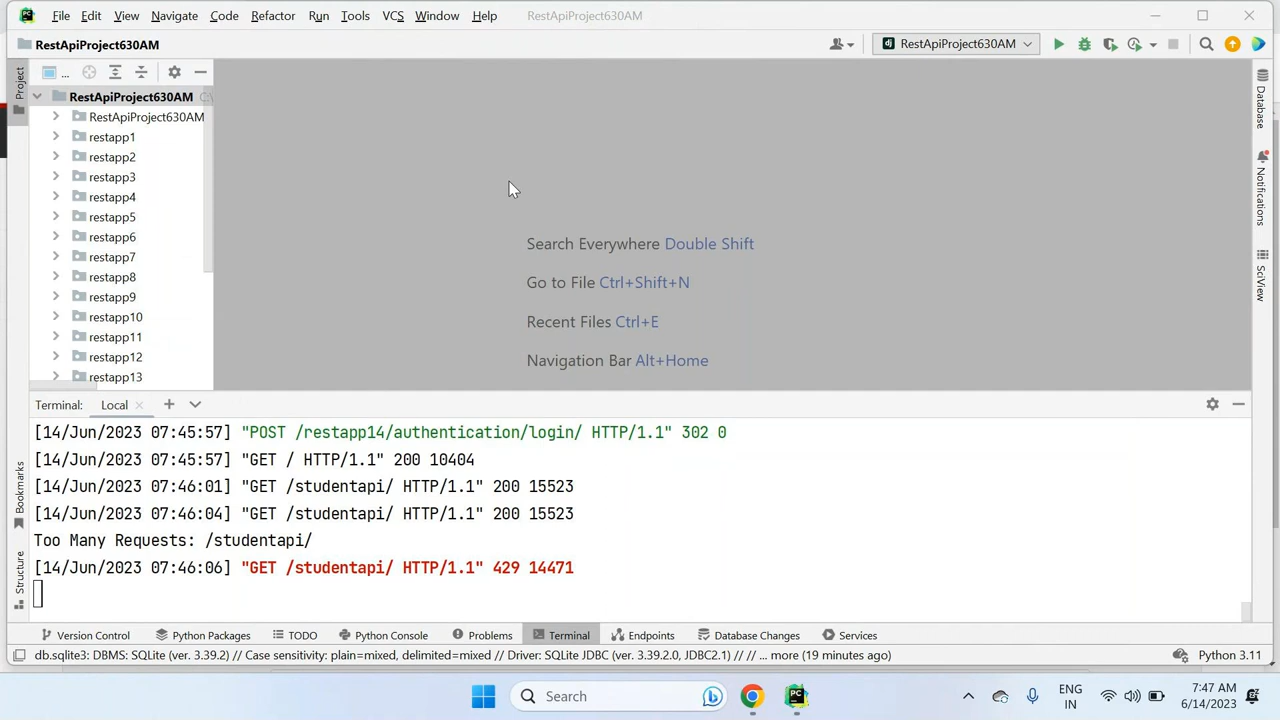 File Edit View Navigate Code Refactor Run Tools VCS Window Help RestApiProject630AM
RestApiProject630AM
RestApiProject630AM
Project
...
RestApiProject630AM C:\
RestApiProject630AM
restapp1
restapp2
restapp3
restapp4
restapp5
restapp6
restapp7
restapp8
restapp9
restapp10
restapp11
restapp12
restapp13
Search Everywhere Double Shift
Go to File Ctrl+Shift+N
Recent Files Ctrl+E
Navigation Bar Alt+Home
Database
Notifications
SciView
Terminal: Local
[14/Jun/2023 07:45:57] "POST /restapp14/authentication/login/ HTTP/1.1" 302 0
[14/Jun/2023 07:45:57] "GET / HTTP/1.1" 200 10404
[14/Jun/2023 07:46:01] "GET /studentapi/ HTTP/1.1" 200 15523
[14/Jun/2023 07:46:04] "GET /studentapi/ HTTP/1.1" 200 15523
Too Many Requests: /studentapi/
[14/Jun/2023 07:46:06] "GET /studentapi/ HTTP/1.1" 429 14471
Bookmarks
Structure
Version Control Python Packages TODO Python Console Problems Terminal Endpoints Database Changes Services
db.sqlite3: DBMS: SQLite (ver. 3.39.2) // Case sensitivity: plain=mixed, delimited=mixed // Driver: SQLite JDBC (ver. 3.39.2.0, JDBC2.1) // // ... more (19 minutes ago) Python 3.11
Search
ENG
IN
7:47 AM
6/14/2023